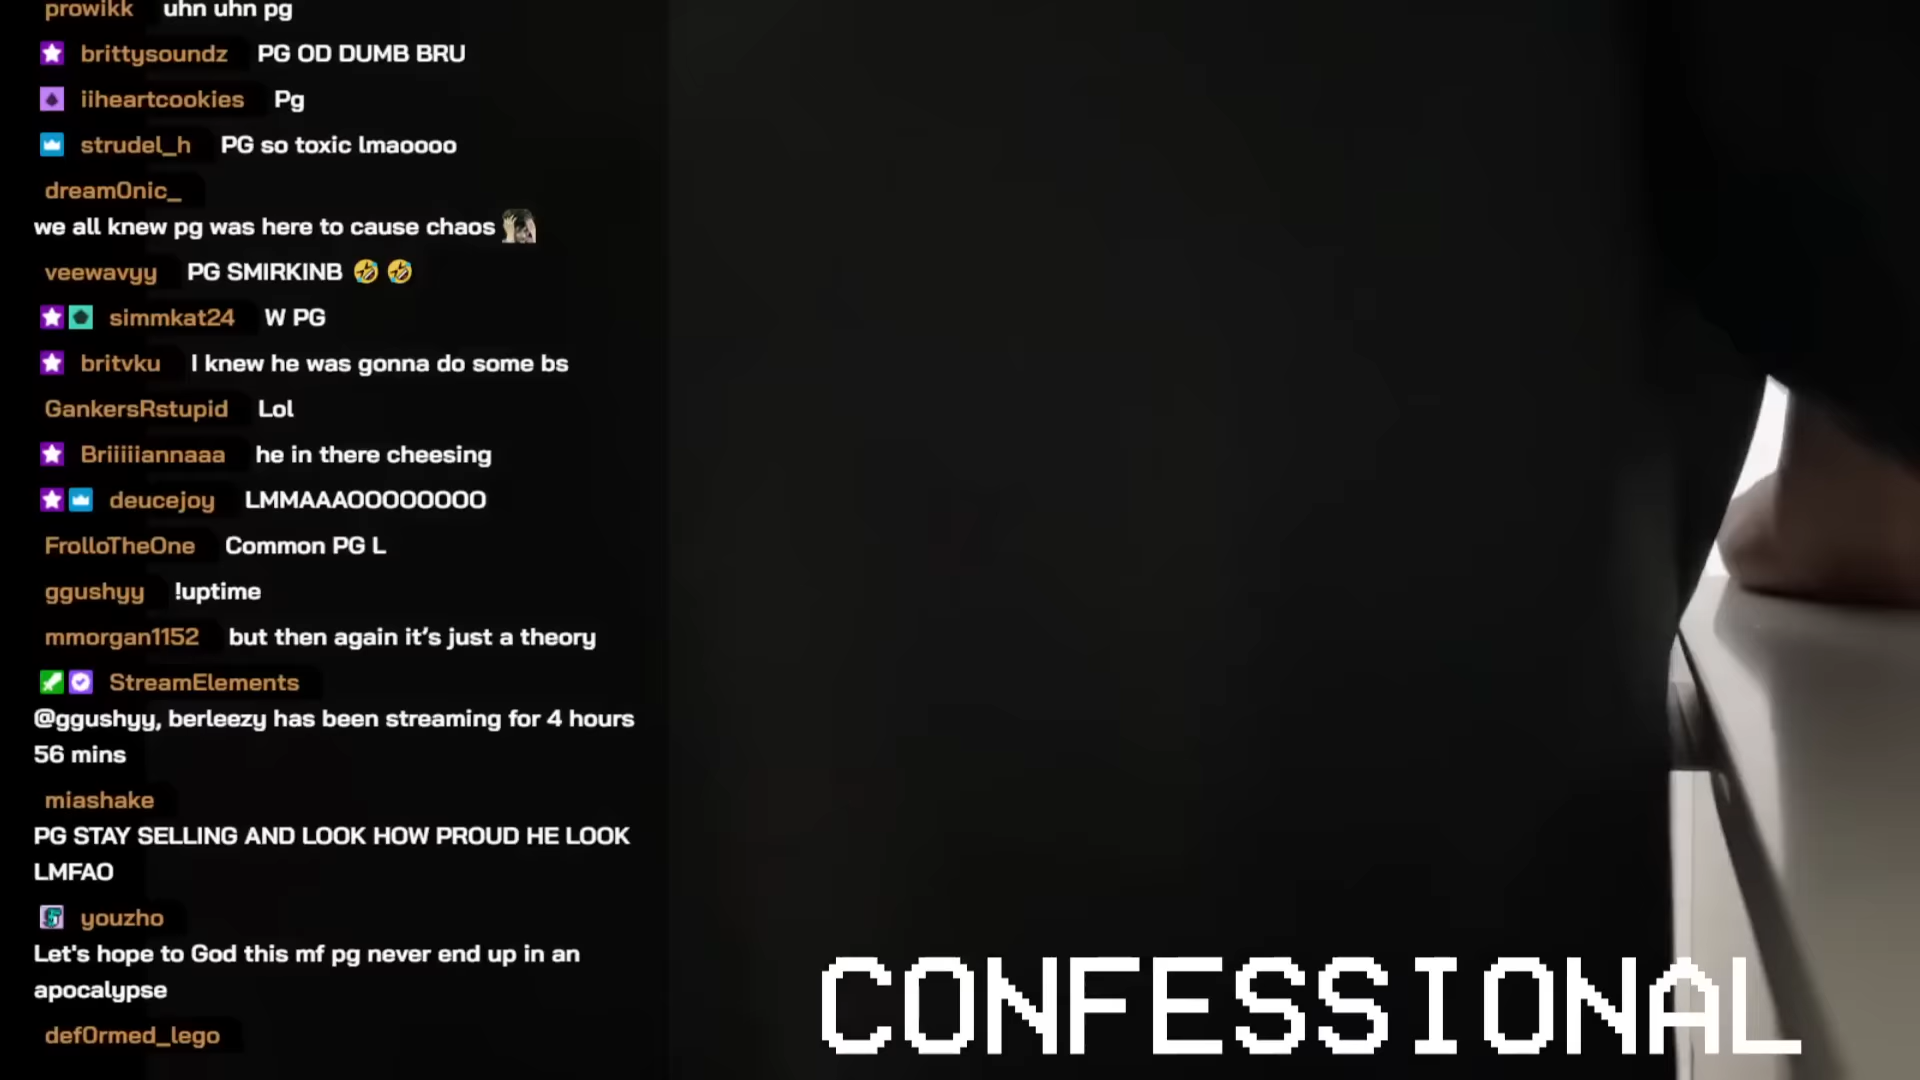 prowikk uhn uhn pg
brittysoundz PG OD DUMB BRU
iiheartcookies Pg
strudel_h PG so toxic lmaoooo
dream0nic_
we all knew pg was here to cause chaos
veewavyy PG SMIRKINB 🤣 🤣
simmkat24 W PG
britvku I knew he was gonna do some bs
GankersRstupid Lol
Briiiiiannaaa he in there cheesing
deucejoy LMMAAAOOOOOOOO
FrolloTheOne Common PG L
ggushyy !uptime
mmorgan1152 but then again it’s just a theory
StreamElements
@ggushyy, berleezy has been streaming for 4 hours
56 mins
miashake
PG STAY SELLING AND LOOK HOW PROUD HE LOOK
LMFAO
youzho
Let's hope to God this mf pg never end up in an
apocalypse
def0rmed_lego
CONFESSIONAL